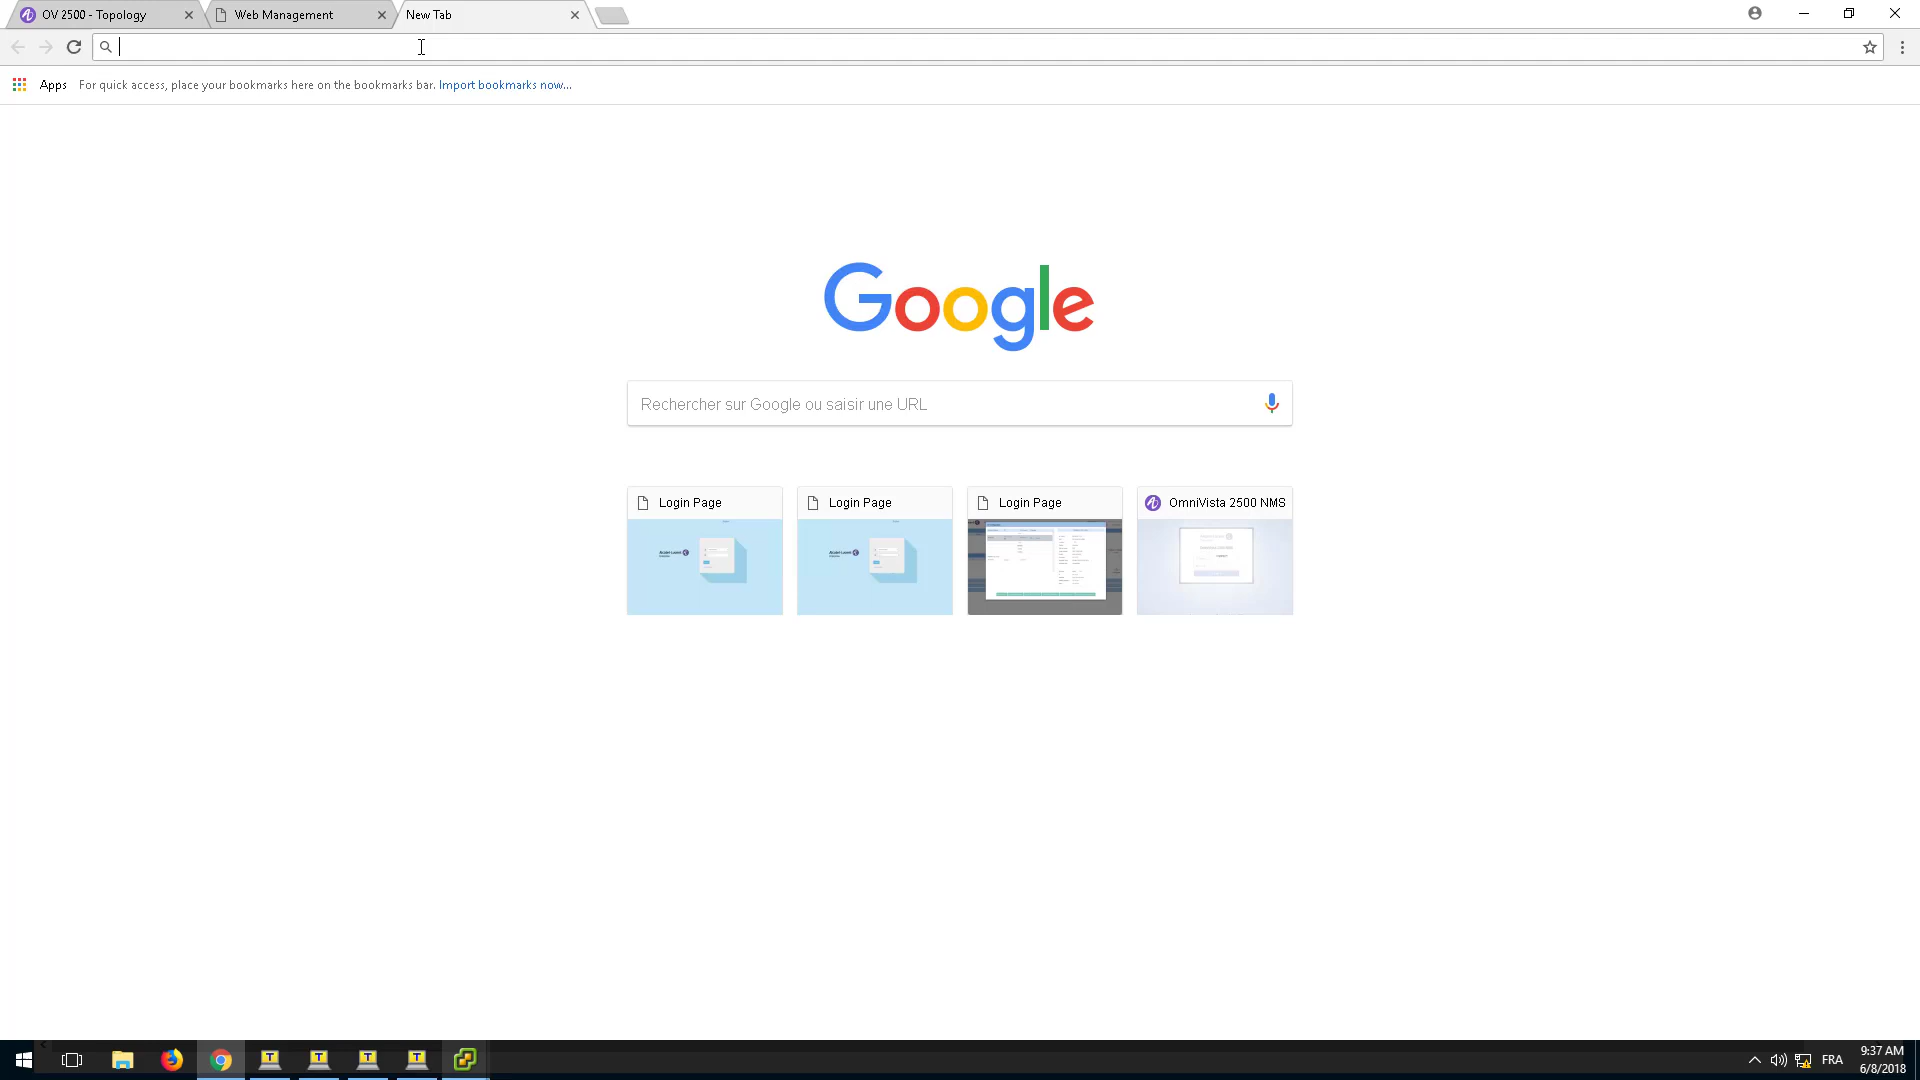 OV 2500 - Topology
Web Management
New Tab
Apps For quick access, place your bookmarks here on the bookmarks bar. Import bookmarks now...
Google
Rechercher sur Google ou saisir une URL
Login Page
Login Page
Login Page
OmniVista 2500 NMS
FRA
9:37 AM
6/8/2018